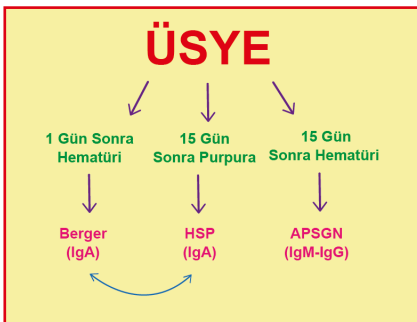 ÜSYE
1 Gün Sonra
Hematüri
15 Gün
Sonra Purpura
15 Gün
Sonra Hematüri
Berger
(IgA)
HSP
(IgA)
APSGN
(IgM-IgG)